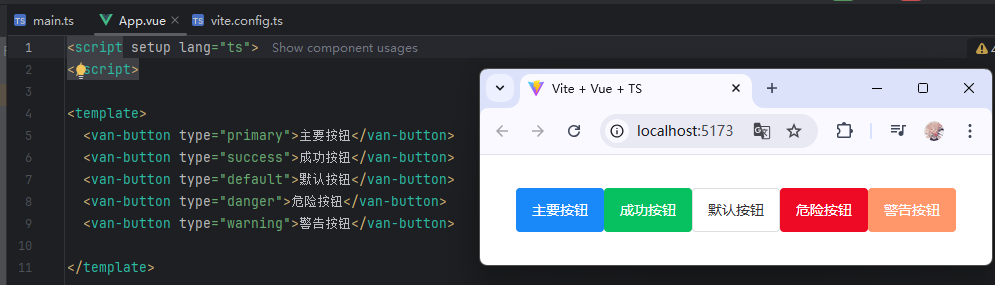 main.ts
App.vue
vite.config.ts
1 <script setup lang="ts"> Show component usages
2 </script>
3
4 <template>
5 <van-button type="primary">主要按钮</van-button>
6 <van-button type="success">成功按钮</van-button>
7 <van-button type="default">默认按钮</van-button>
8 <van-button type="danger">危险按钮</van-button>
9 <van-button type="warning">警告按钮</van-button>
10
11 </template>
Vite + Vue + TS
localhost:5173
主要按钮 成功按钮 默认按钮 危险按钮 警告按钮